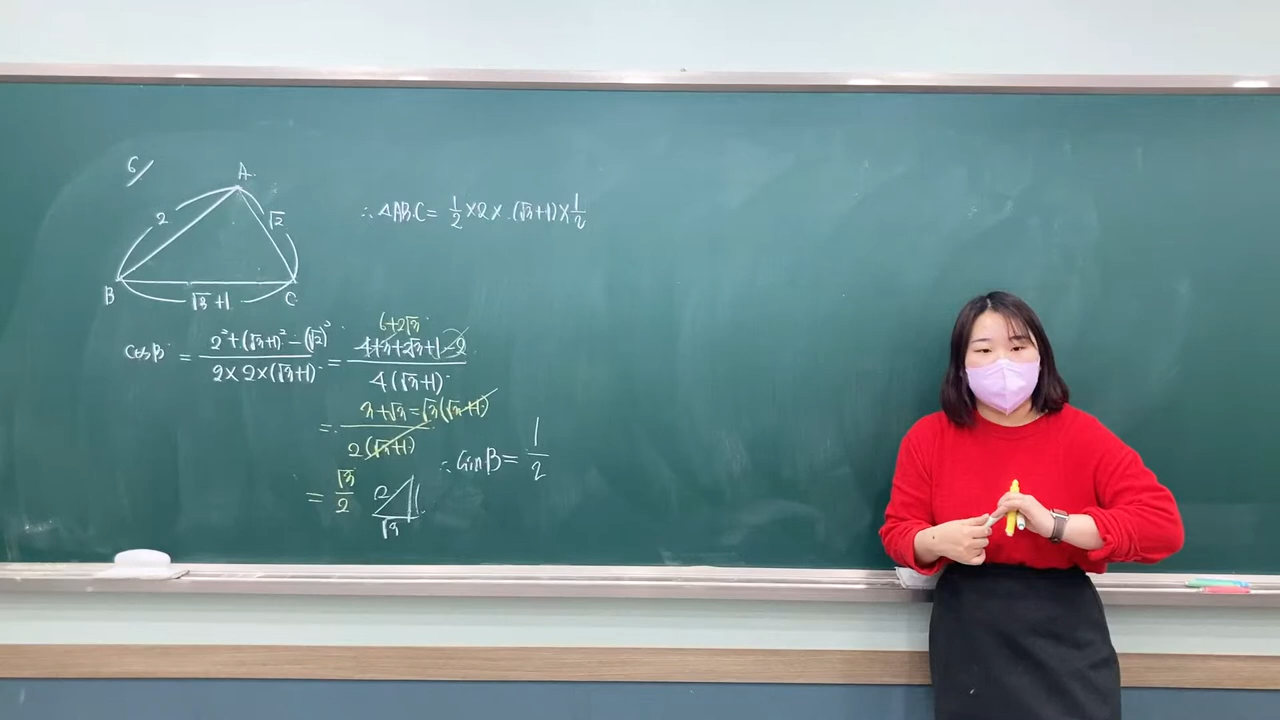 6/
A
2
√2
B
√3+1
C
∴ △ABC = 1/2 × 2 × (√3+1) × 1/2
cosB = (2²+(√3+1)²-(√2)²)/(2×2×(√3+1)) = (4+3+2√3+1-2)/(4(√3+1))
6+2√3
= (3+√3=√3(√3+1))/(2(√3+1))
= √3/2
2
1
√3
∴ sinB = 1/2